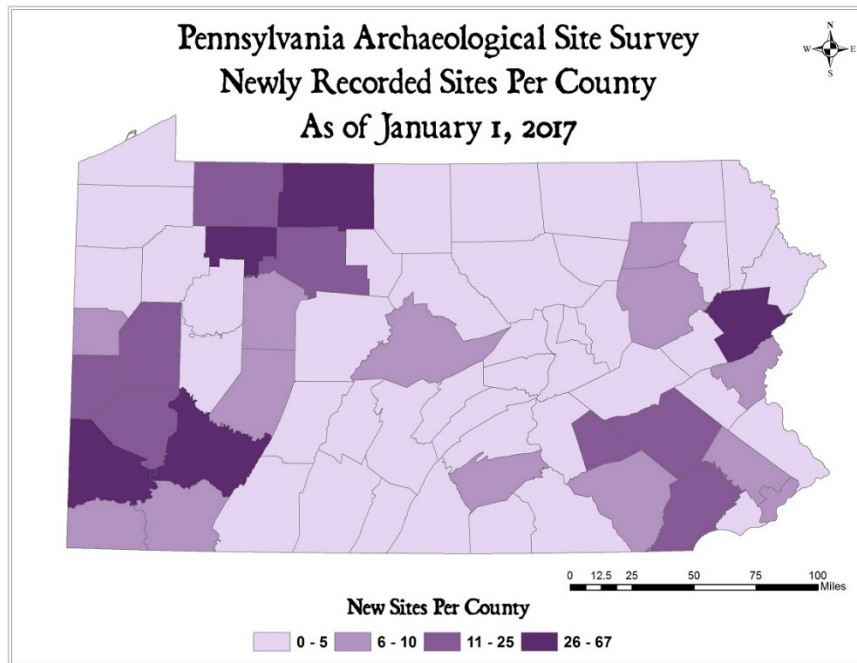 Pennsylvania Archaeological Site Survey
Newly Recorded Sites Per County
As of January 1, 2017
N
W E
S
0 12.5 25 50 75 100
Miles
New Sites Per County
0 - 5 6 - 10 11 - 25 26 - 67